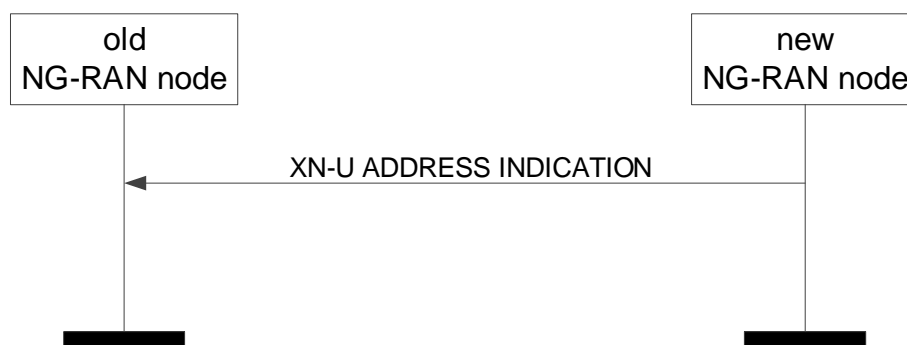 old
NG-RAN node
new
NG-RAN node
XN-U ADDRESS INDICATION